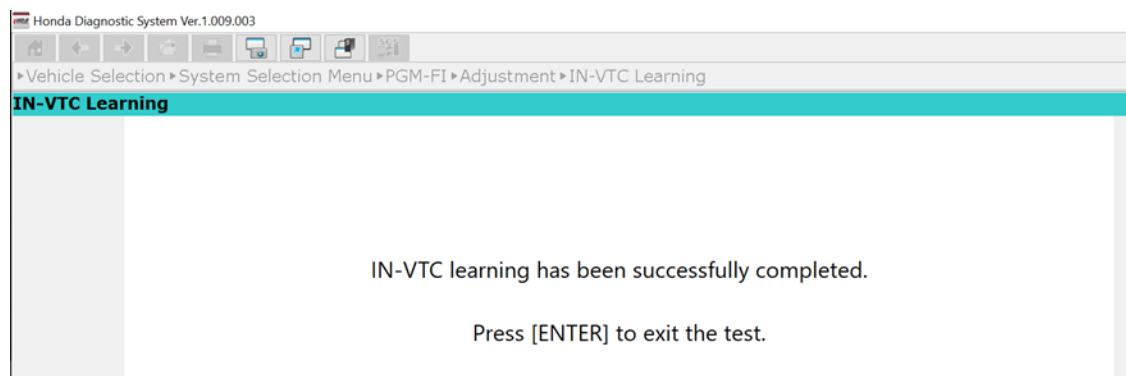 Honda Diagnostic System Ver.1.009.003
▸Vehicle Selection▸System Selection Menu▸PGM-FI▸Adjustment▸IN-VTC Learning
IN-VTC Learning
IN-VTC learning has been successfully completed.
Press [ENTER] to exit the test.